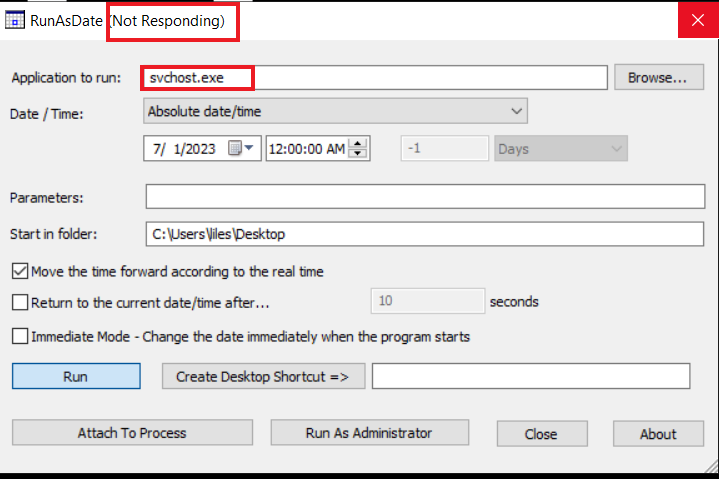 RunAsDate (Not Responding)
Application to run: svchost.exe Browse...
Date / Time: Absolute date/time
7/ 1/2023 12:00:00 AM -1 Days
Parameters:
Start in folder: C:\Users\liles\Desktop
Move the time forward according to the real time
Return to the current date/time after... 10 seconds
Immediate Mode - Change the date immediately when the program starts
Run Create Desktop Shortcut =>
Attach To Process Run As Administrator Close About